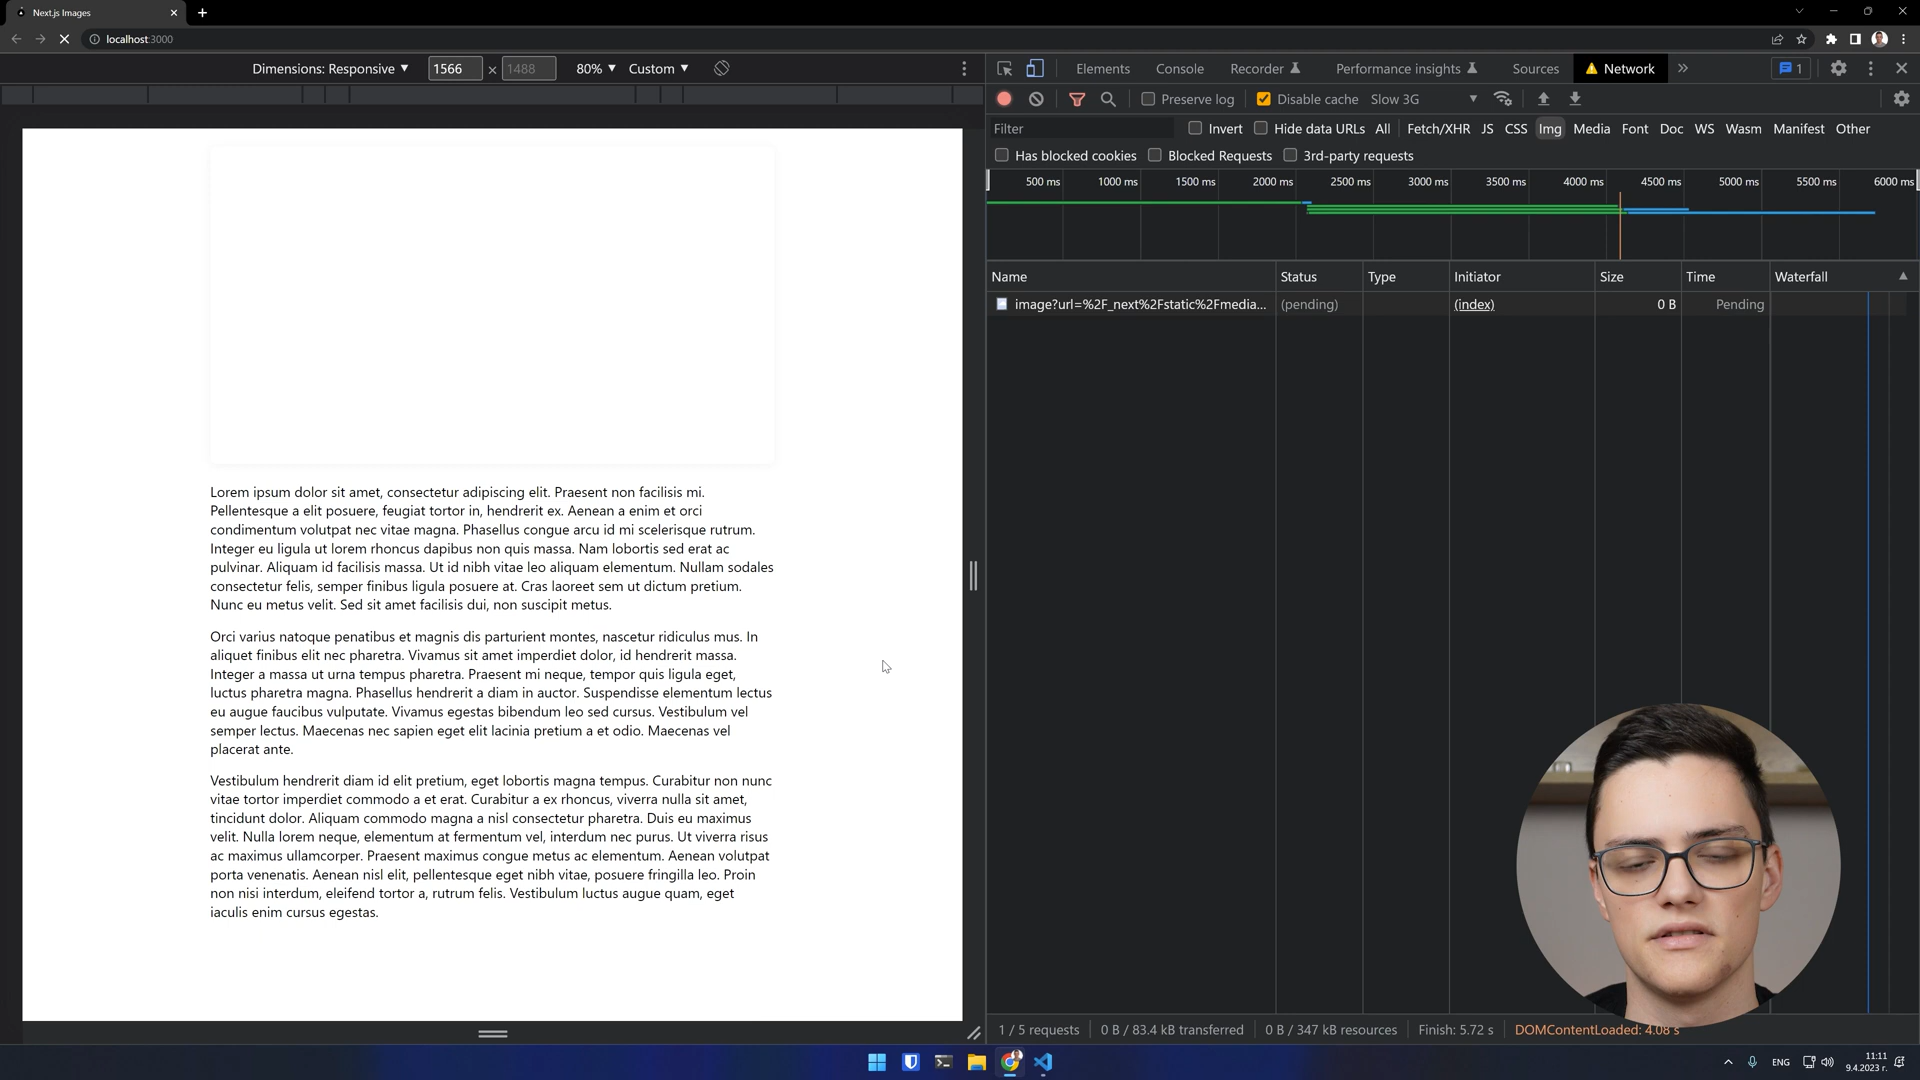 Next.js Images
localhost:3000
Dimensions: Responsive 1566 × 1488 80% Custom
Elements Console Recorder Performance insights Sources Network 1
Preserve log Disable cache Slow 3G
Filter Invert Hide data URLs All Fetch/XHR JS CSS Img Media Font Doc WS Wasm Manifest Other
Has blocked cookies Blocked Requests 3rd-party requests
500 ms 1000 ms 1500 ms 2000 ms 2500 ms 3000 ms 3500 ms 4000 ms 4500 ms 5000 ms 5500 ms 6000 ms
Name Status Type Initiator Size Time Waterfall
image?url=%2F_next%2Fstatic%2Fmedia... (pending) (index) 0 B Pending
Lorem ipsum dolor sit amet, consectetur adipiscing elit. Praesent non facilisis mi.
Pellentesque a elit posuere, feugiat tortor in, hendrerit ex. Aenean a enim et orci
condimentum volutpat nec vitae magna. Phasellus congue arcu id mi scelerisque rutrum.
Integer eu ligula ut lorem rhoncus dapibus non quis massa. Nam lobortis sed erat ac
pulvinar. Aliquam id facilisis massa. Ut id nibh vitae leo aliquam elementum. Nullam sodales
consectetur felis, semper finibus ligula posuere at. Cras laoreet sem ut dictum pretium.
Nunc eu metus velit. Sed sit amet facilisis dui, non suscipit metus.
Orci varius natoque penatibus et magnis dis parturient montes, nascetur ridiculus mus. In
aliquet finibus elit nec pharetra. Vivamus sit amet imperdiet dolor, id hendrerit massa.
Integer a massa ut urna tempus pharetra. Praesent mi neque, tempor quis ligula eget,
luctus pharetra magna. Phasellus hendrerit a diam in auctor. Suspendisse elementum lectus
eu augue faucibus vulputate. Vivamus egestas bibendum leo sed cursus. Vestibulum vel
semper lectus. Maecenas nec sapien eget elit lacinia pretium a et odio. Maecenas vel
placerat ante.
Vestibulum hendrerit diam id elit pretium, eget lobortis magna tempus. Curabitur non nunc
vitae tortor imperdiet commodo a et erat. Curabitur a ex rhoncus, viverra nulla sit amet,
tincidunt dolor. Aliquam commodo magna a nisl consectetur pharetra. Duis eu maximus
velit. Nulla lorem neque, elementum at fermentum vel, interdum nec purus. Ut viverra risus
ac maximus ullamcorper. Praesent maximus congue metus ac elementum. Aenean volutpat
porta venenatis. Aenean nisl elit, pellentesque eget nibh vitae, posuere fringilla leo. Proin
non nisi interdum, eleifend tortor a, rutrum felis. Vestibulum luctus augue quam, eget
iaculis enim cursus egestas.
1 / 5 requests 0 B / 83.4 kB transferred 0 B / 347 kB resources Finish: 5.72 s DOMContentLoaded: 4.08 s
ENG
11:11
9.4.2023 г.